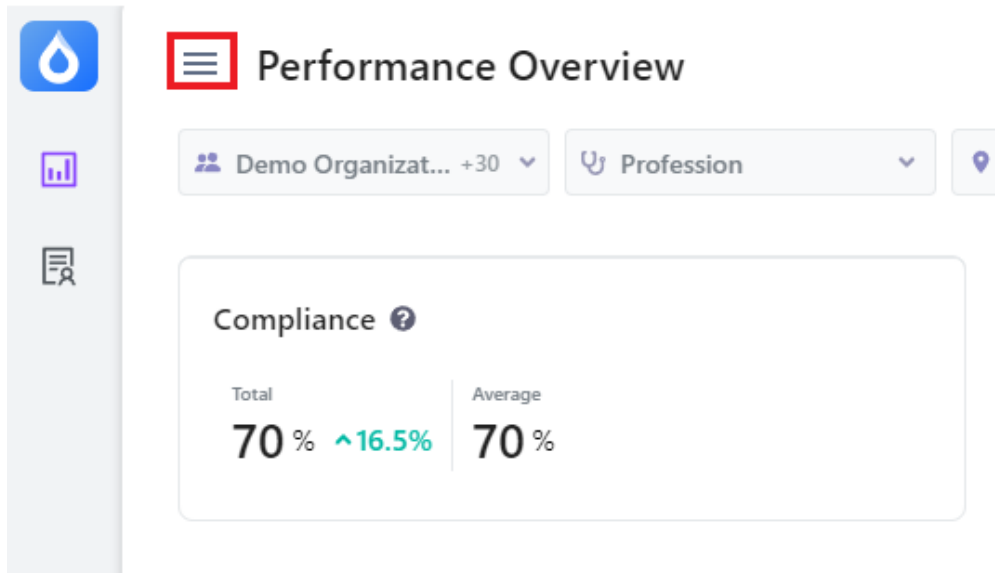 Performance Overview
Demo Organizat... +30
Profession
Compliance
Total
70 % 16.5%
Average
70 %